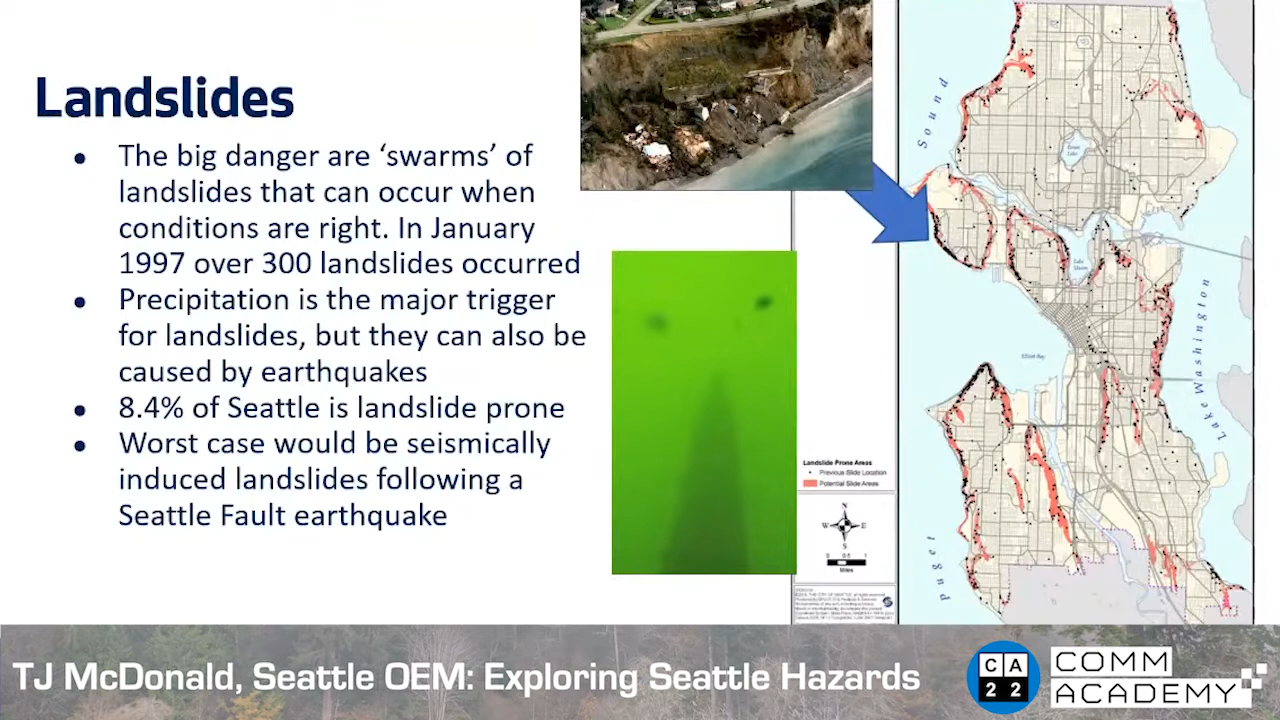 Landslides
• The big danger are ‘swarms’ of
landslides that can occur when
conditions are right. In January
1997 over 300 landslides occurred
• Precipitation is the major trigger
for landslides, but they can also be
caused by earthquakes
• 8.4% of Seattle is landslide prone
• Worst case would be seismically
induced landslides following a
Seattle Fault earthquake
Sound
Elliott Bay
Lake Washington
Puget
Landslide Prone Areas
Previous Slide Location
Potential Slide Areas
N
W E
S
0 0.5 1
Miles
TJ McDonald, Seattle OEM: Exploring Seattle Hazards
CA
22
COMM
ACADEMY